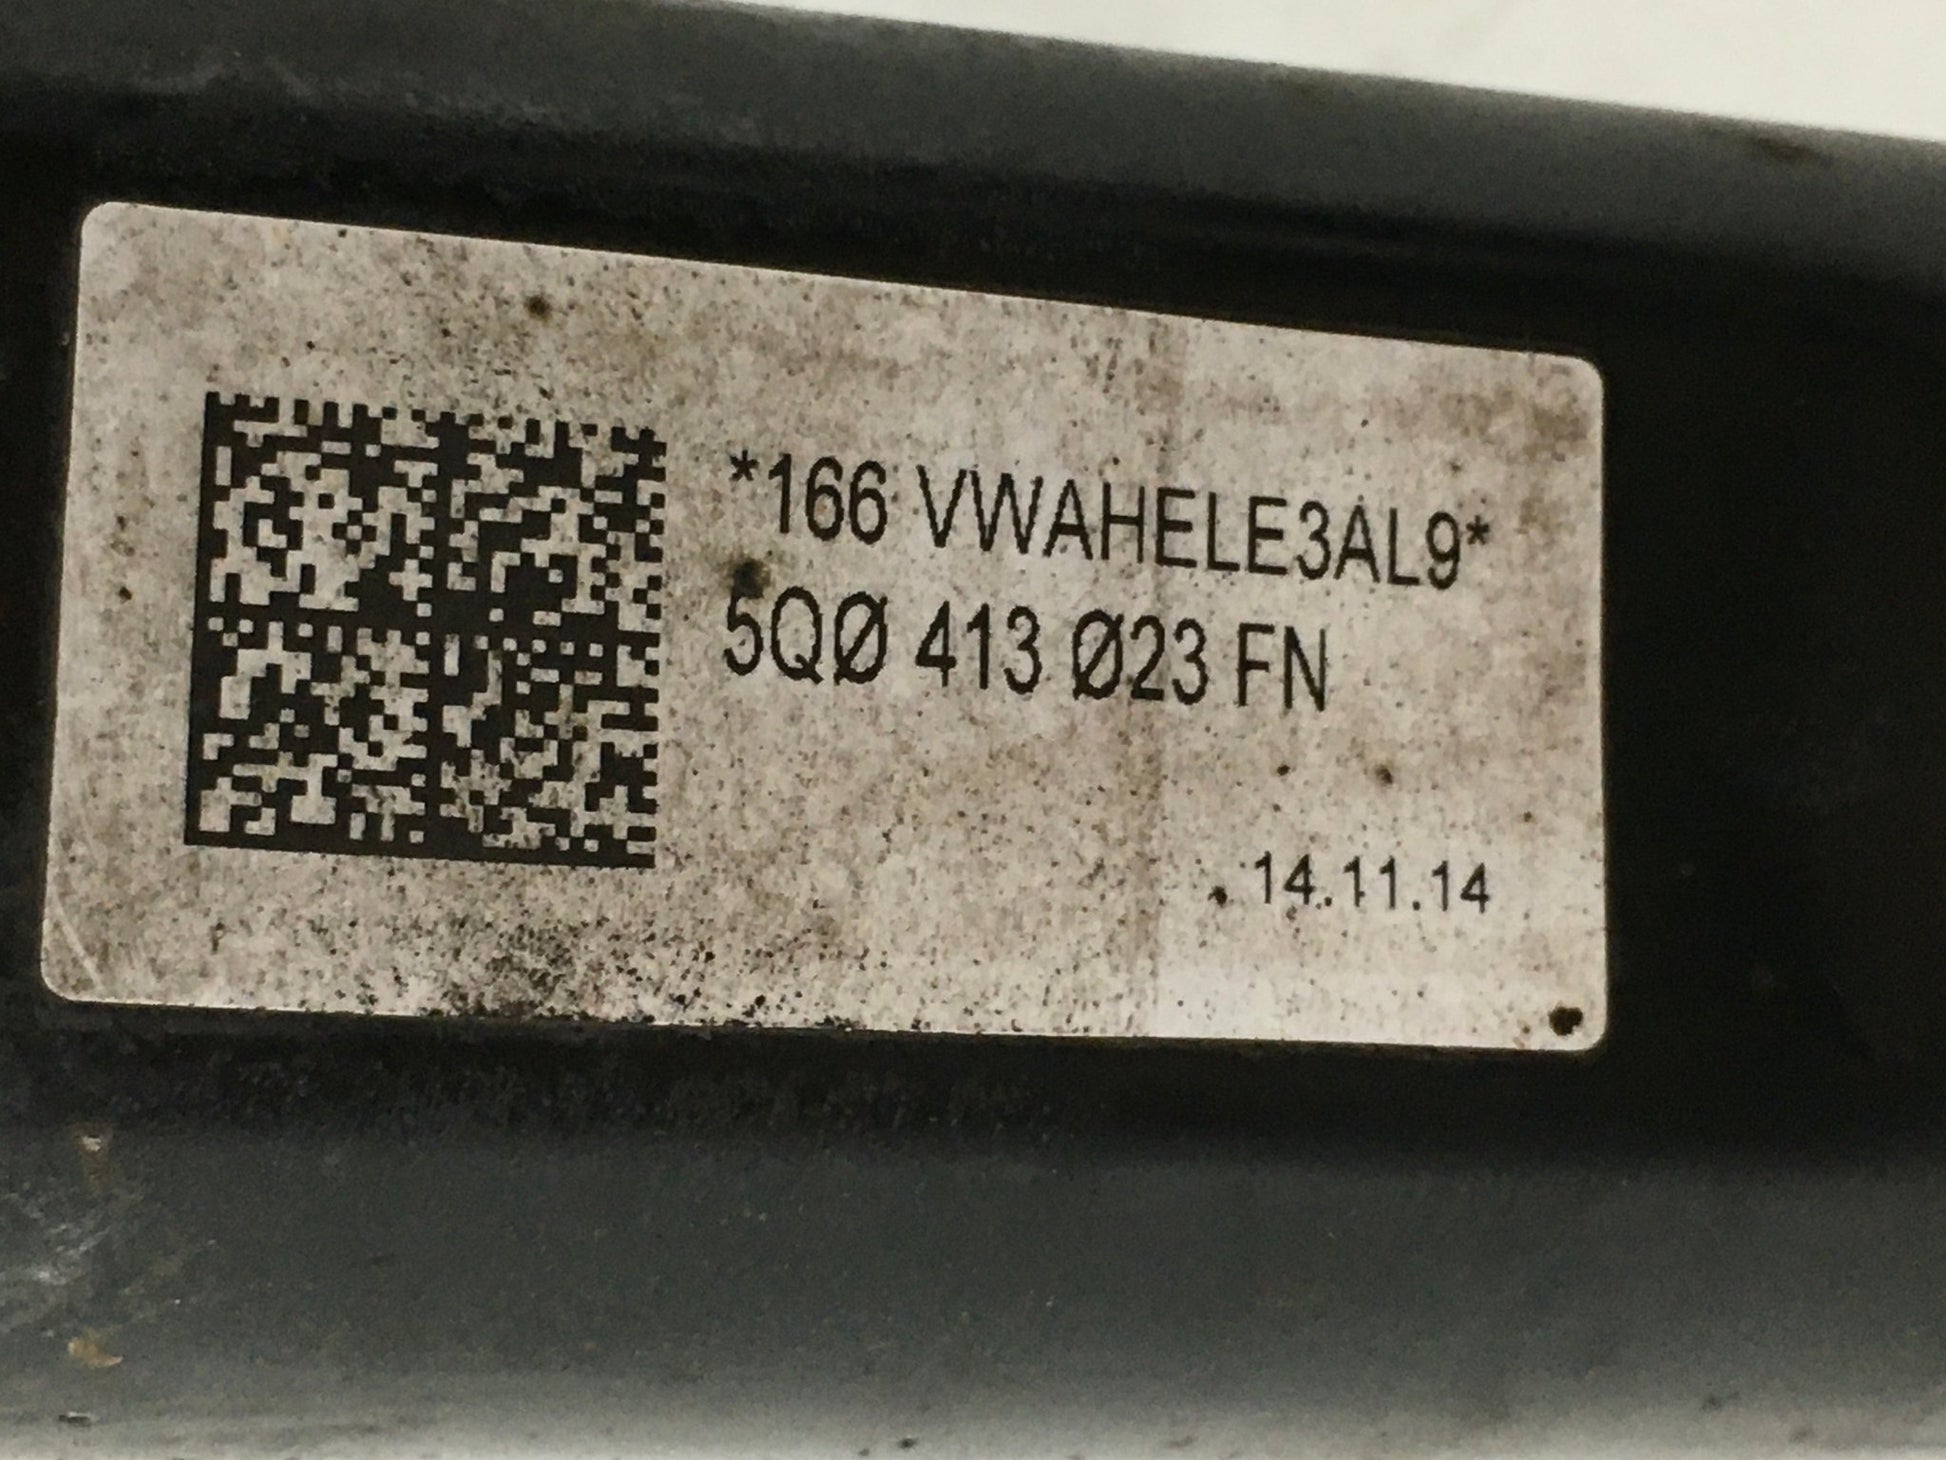 *166 VWAHELE3AL9*
5QØ 413 Ø23 FN
14.11.14